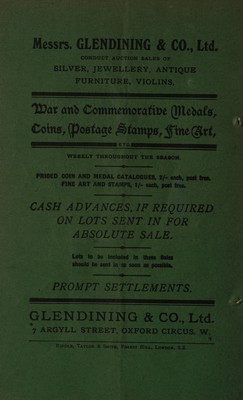 Messrs. GLENDINING & CO., Ltd.
CONDUCT AUCTION SALES OF
SILVER, JEWELLERY, ANTIQUE
FURNITURE, VIOLINS,
War and Commemorative Medals,
Coins, Postage Stamps, Fine Art,
WEEKLY THROUGHOUT THE SEASON.
PRICED COIN AND MEDAL CATALOGUES, 2/- each, post free.
FINE ART AND STAMPS, 1/- each, post free.
CASH ADVANCES, IF REQUIRED
ON LOTS SENT IN FOR
ABSOLUTE SALE.
Lots to be included in these Sales
should be sent in as soon as possible.
PROMPT SETTLEMENTS.
GLENDINING & CO., Ltd.
7 ARGYLL STREET, OXFORD CIRCUS, W.